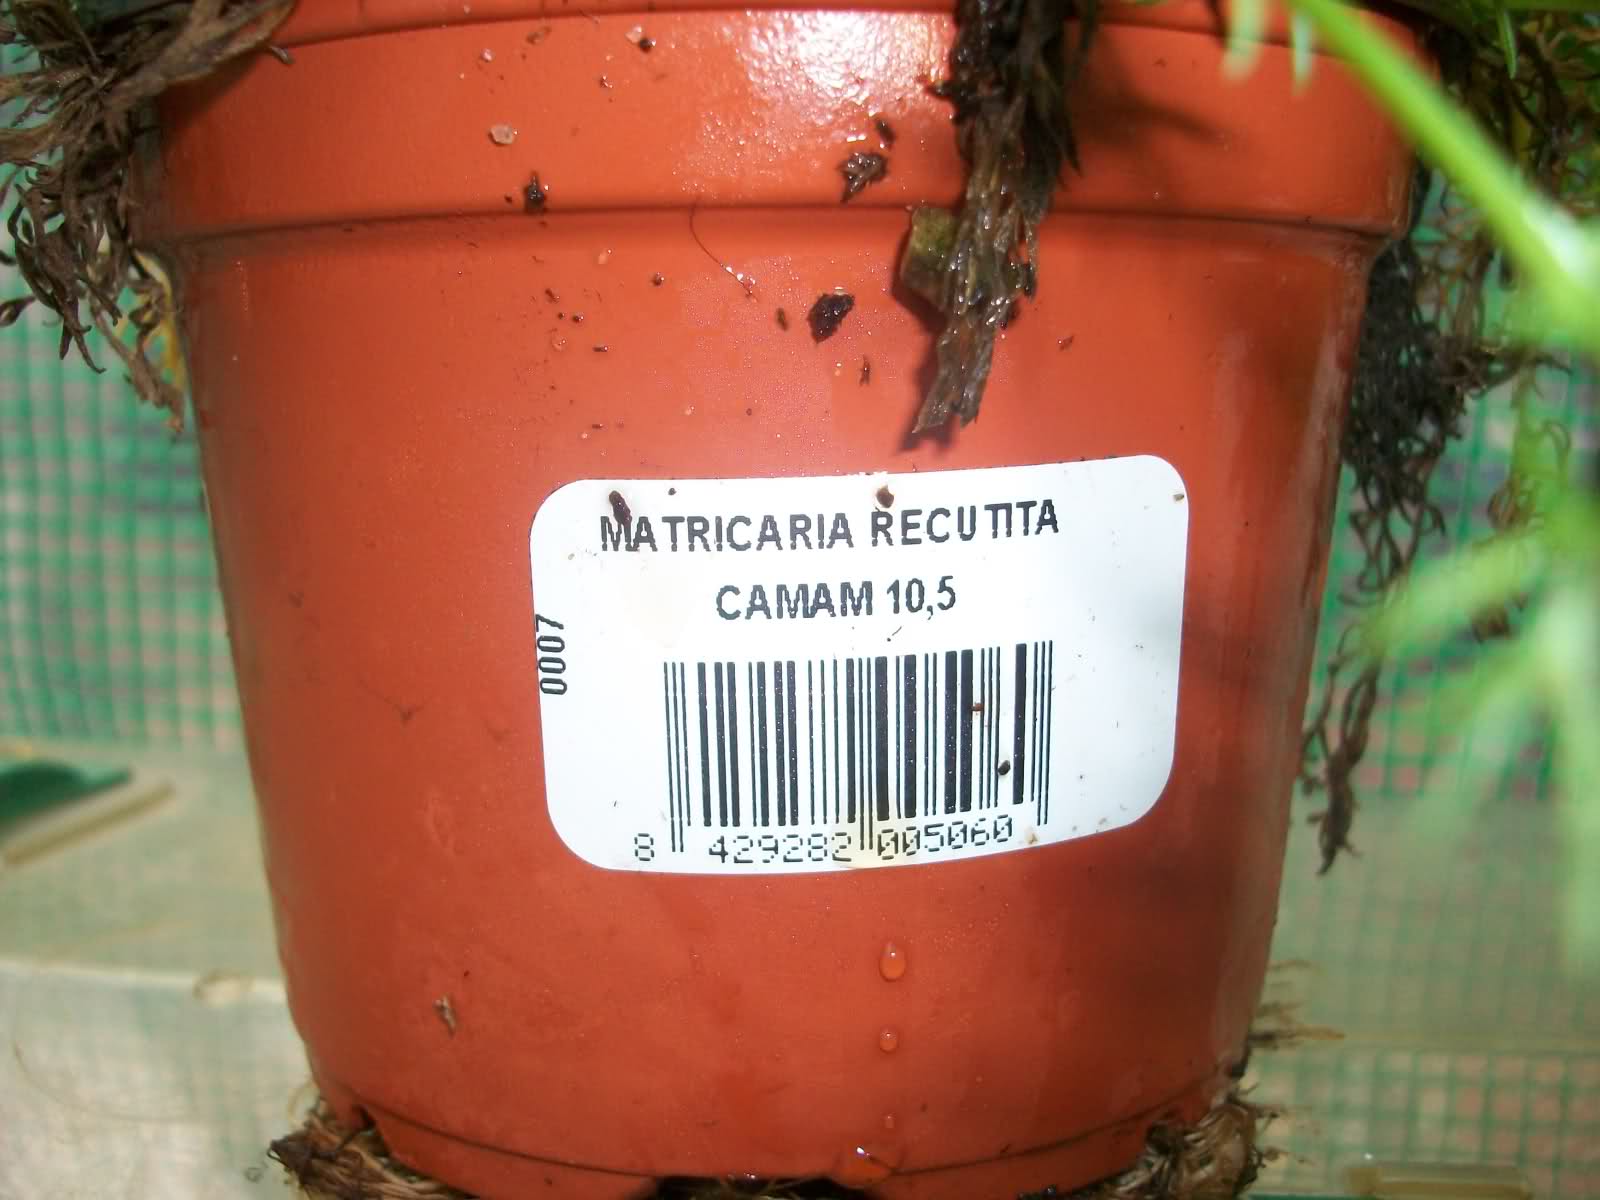 MATRICARIA RECUTITA
CAMAM 10,5
0007
8 429282 005060